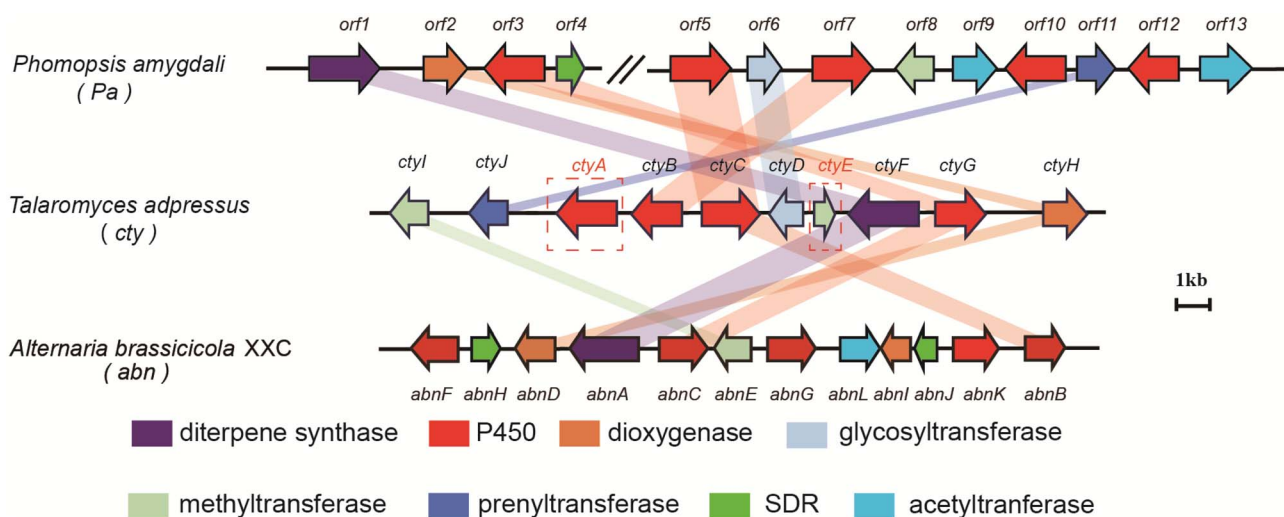 orf1 orf2 orf3 orf4 orf5 orf6 orf7 orf8 orf9 orf10 orf11 orf12 orf13
Phomopsis amygdali
( Pa )
ctyI ctyJ ctyA ctyB ctyC ctyD ctyE ctyF ctyG ctyH
Talaromyces adpressus
( cty )
1kb
Alternaria brassicicola XXC
( abn )
abnF abnH abnD abnA abnC abnE abnG abnL abnI abnJ abnK abnB
diterpene synthase P450 dioxygenase glycosyltransferase
methyltransferase prenyltransferase SDR acetyltranferase